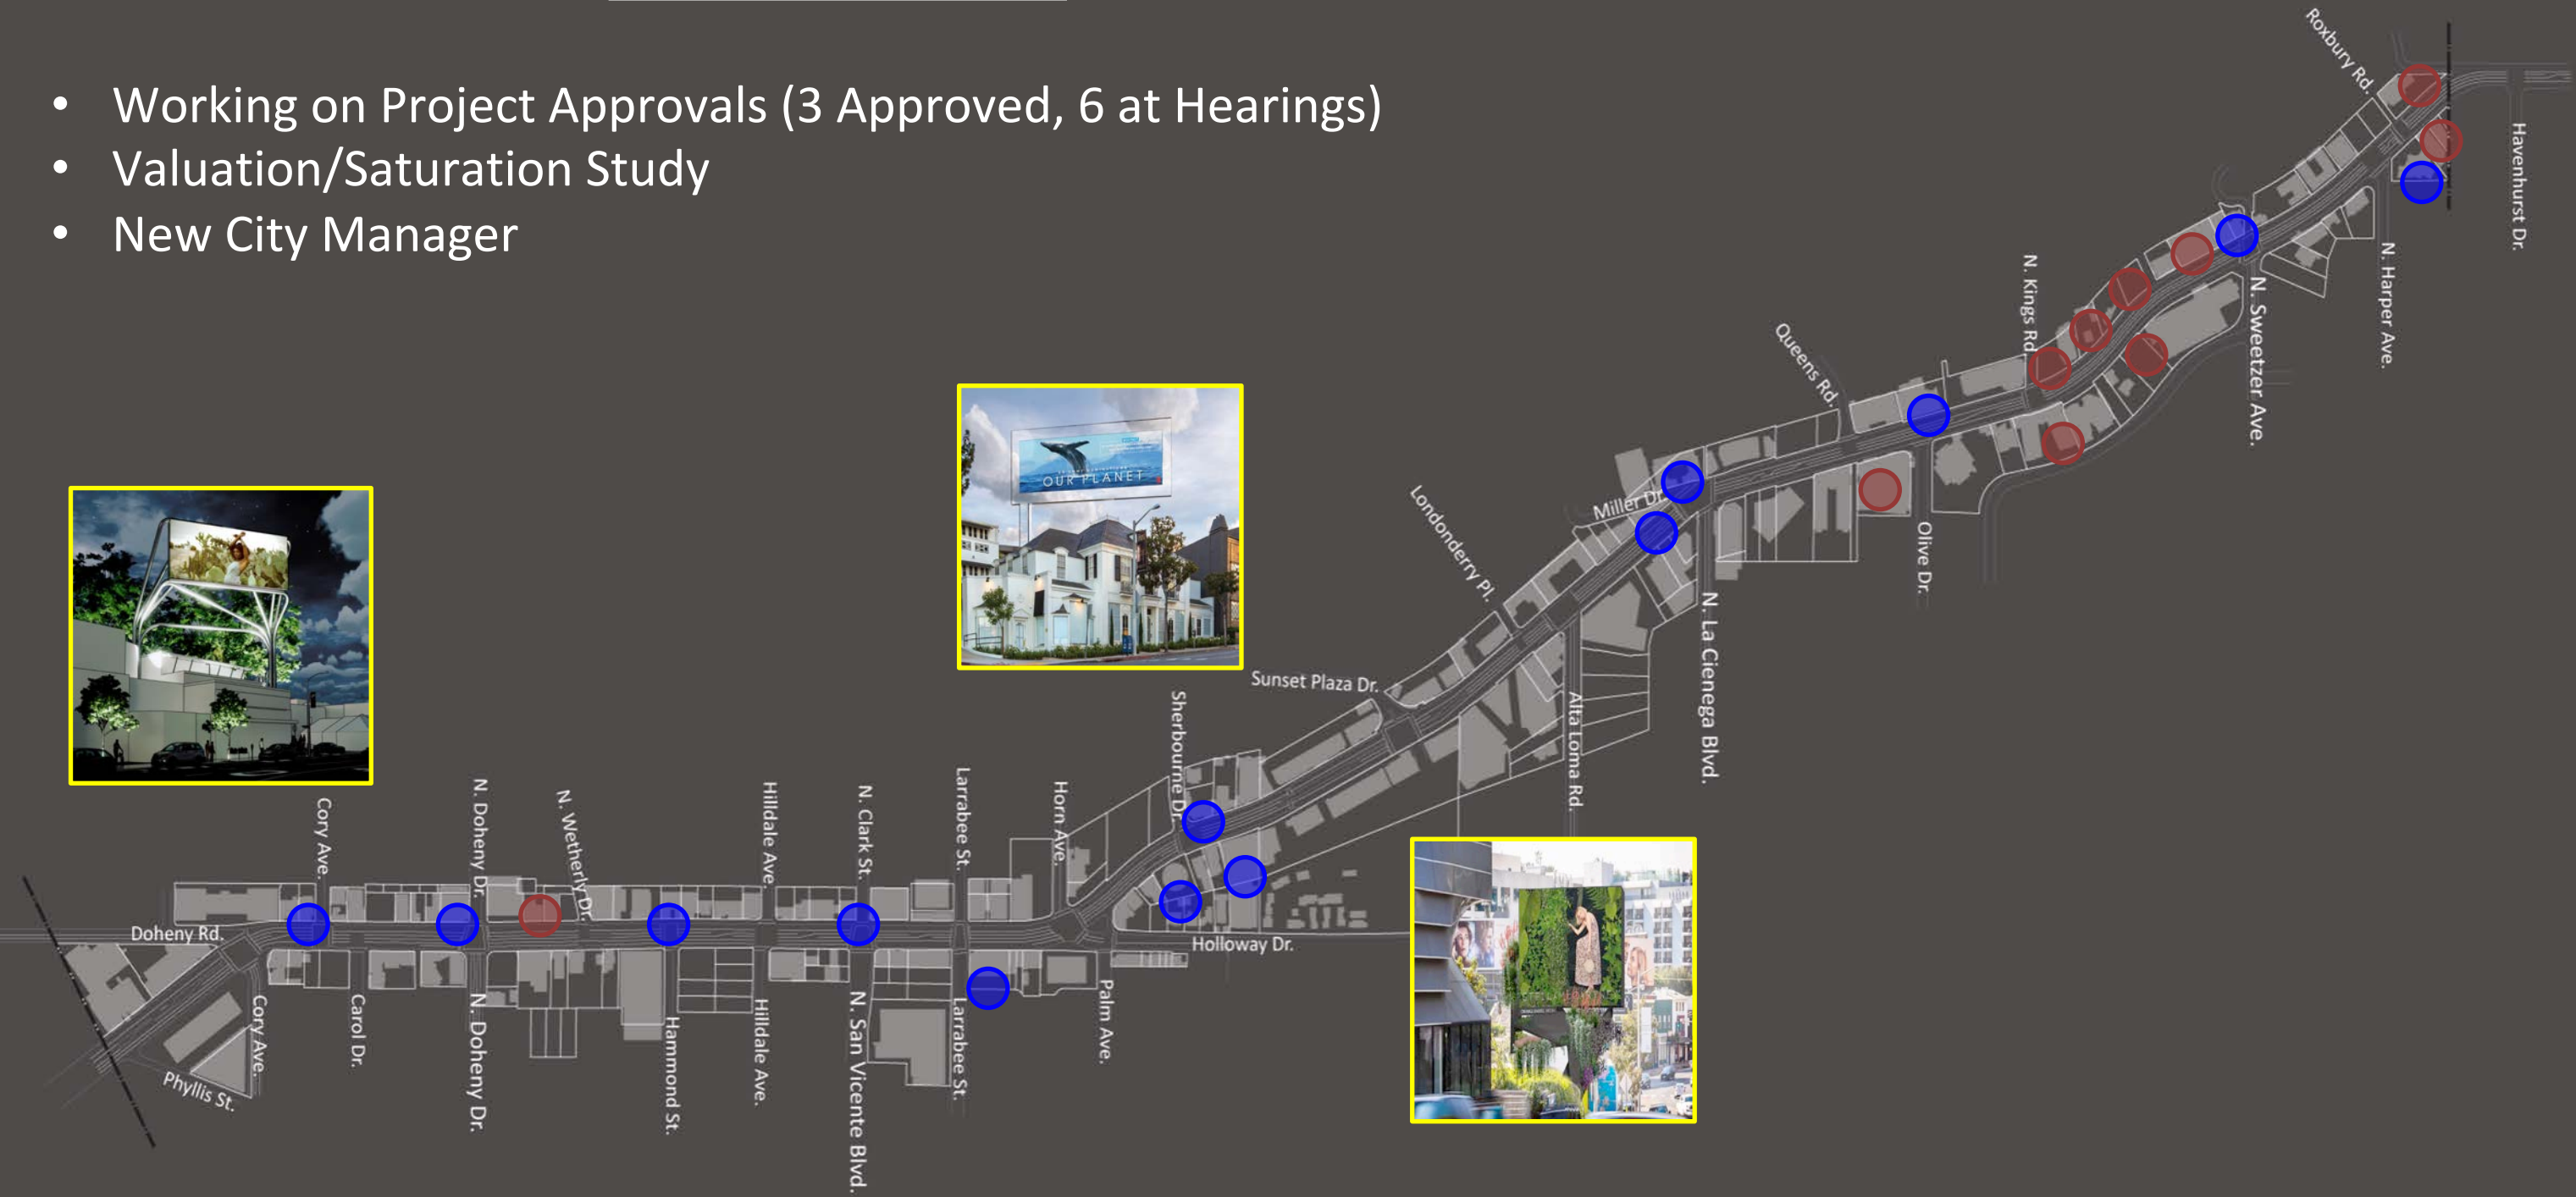 • Working on Project Approvals (3 Approved, 6 at Hearings)
• Valuation/Saturation Study
• New City Manager
Roxbury Rd.
Havenhurst Dr.
N. Harper Ave.
N. Sweetzer Ave.
N. Kings Rd.
Queens Rd.
Olive Dr.
Miller Dr.
Londonderry Pl.
N. La Cienega Blvd.
Alta Loma Rd.
Sunset Plaza Dr.
Sherbourne Dr.
OUR PLANET
Horn Ave.
Larrabee St.
N. Clark St.
Hilldale Ave.
N. Wetherly Dr.
N. Doheny Dr.
Cory Ave.
Doheny Rd.
Holloway Dr.
Phyllis St.
Cory Ave.
Carol Dr.
N. Doheny Dr.
Hammond St.
Hilldale Ave.
N. San Vicente Blvd.
Larrabee St.
Palm Ave.